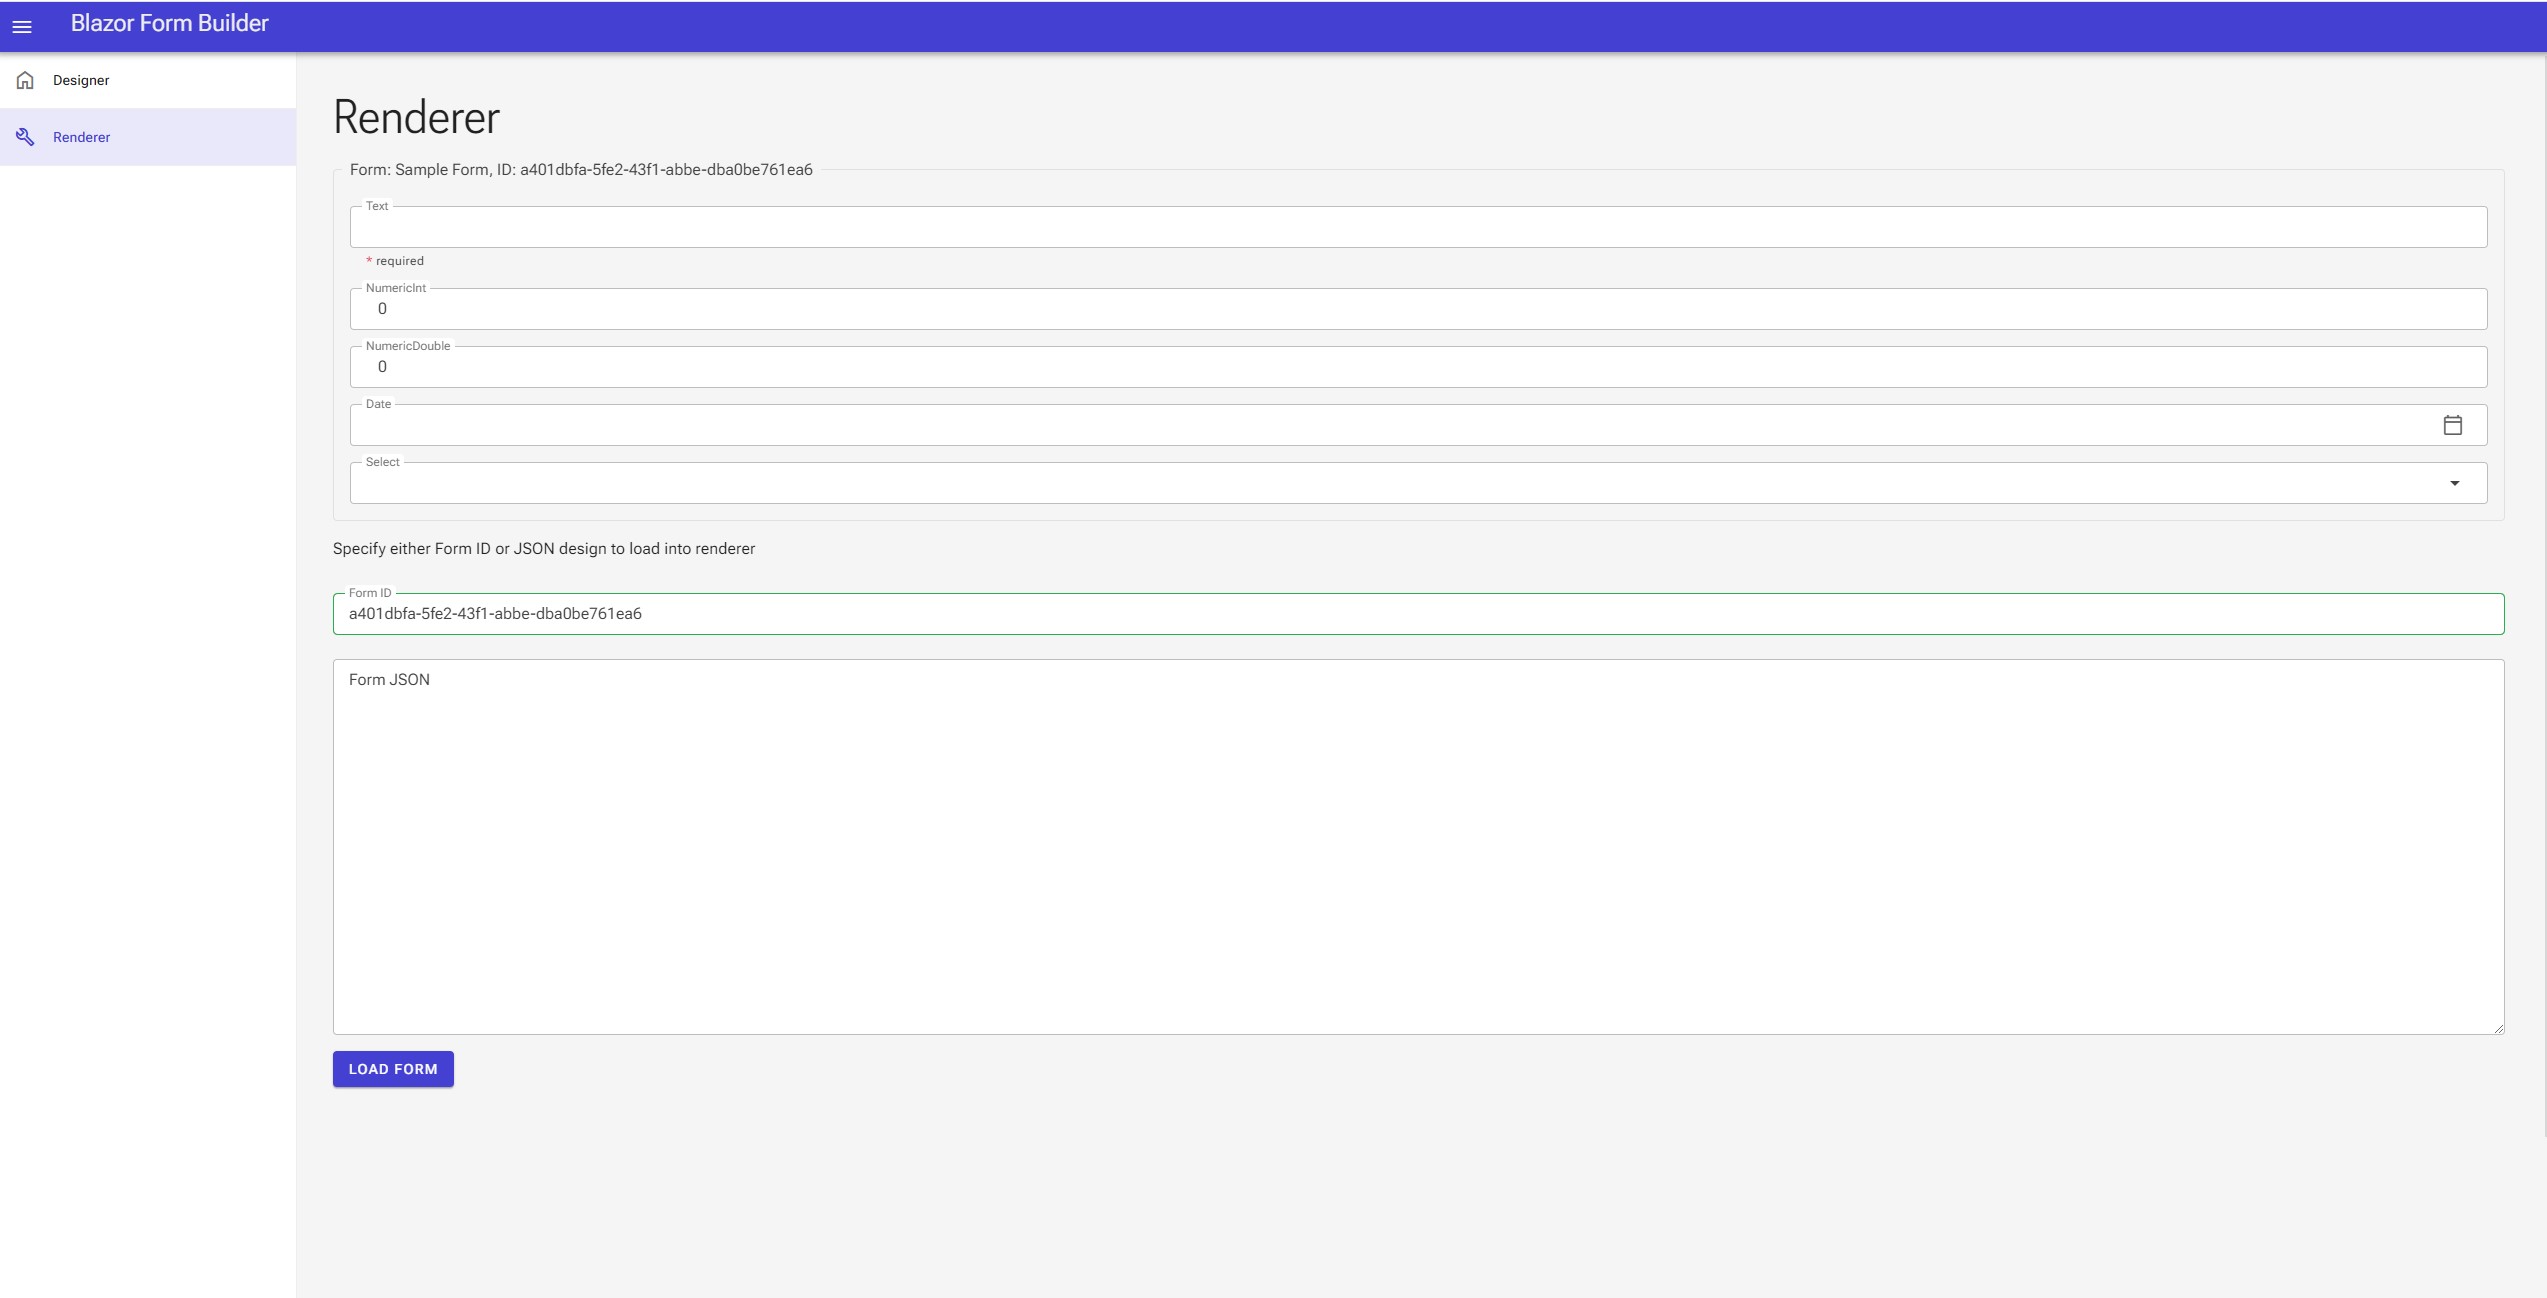 Blazor Form Builder
Designer
Renderer
Renderer
Form: Sample Form, ID: a401dbfa-5fe2-43f1-abbe-dba0be761ea6
Text
* required
NumericInt
0
NumericDouble
0
Date
Select
Specify either Form ID or JSON design to load into renderer
Form ID
a401dbfa-5fe2-43f1-abbe-dba0be761ea6
Form JSON
LOAD FORM